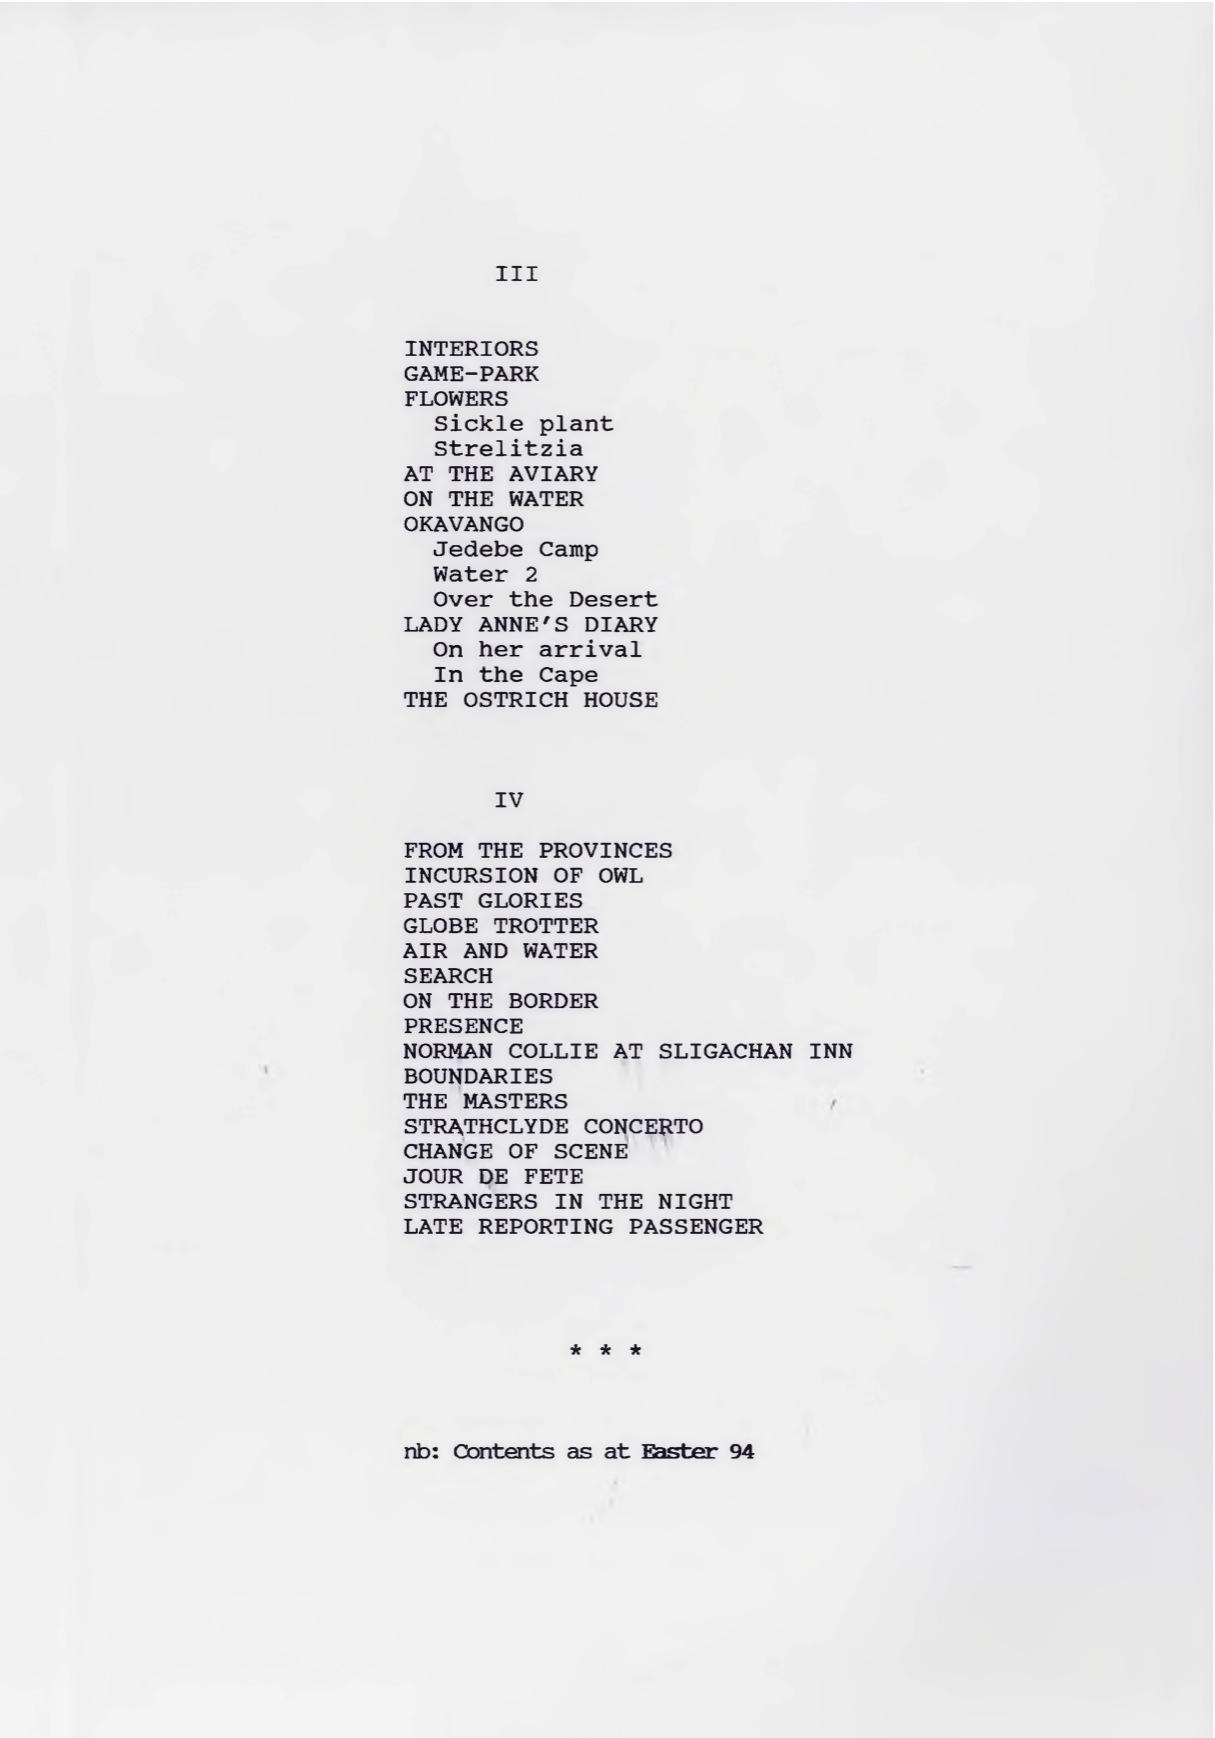 III
INTERIORS
GAME-PARK
FLOWERS
Sickle plant
Strelitzia
AT THE AVIARY
ON THE WATER
OKAVANGO
Jedebe Camp
Water 2
Over the Desert
LADY ANNE'S DIARY
On her arrival
In the Cape
THE OSTRICH HOUSE
IV
FROM THE PROVINCES
INCURSION OF OWL
PAST GLORIES
GLOBE TROTTER
AIR AND WATER
SEARCH
ON THE BORDER
PRESENCE
NORMAN COLLIE AT SLIGACHAN INN
BOUNDARIES
THE MASTERS
STRATHCLYDE CONCERTO
CHANGE OF SCENE
JOUR DE FETE
STRANGERS IN THE NIGHT
LATE REPORTING PASSENGER
* * *
nb: Contents as at Easter 94